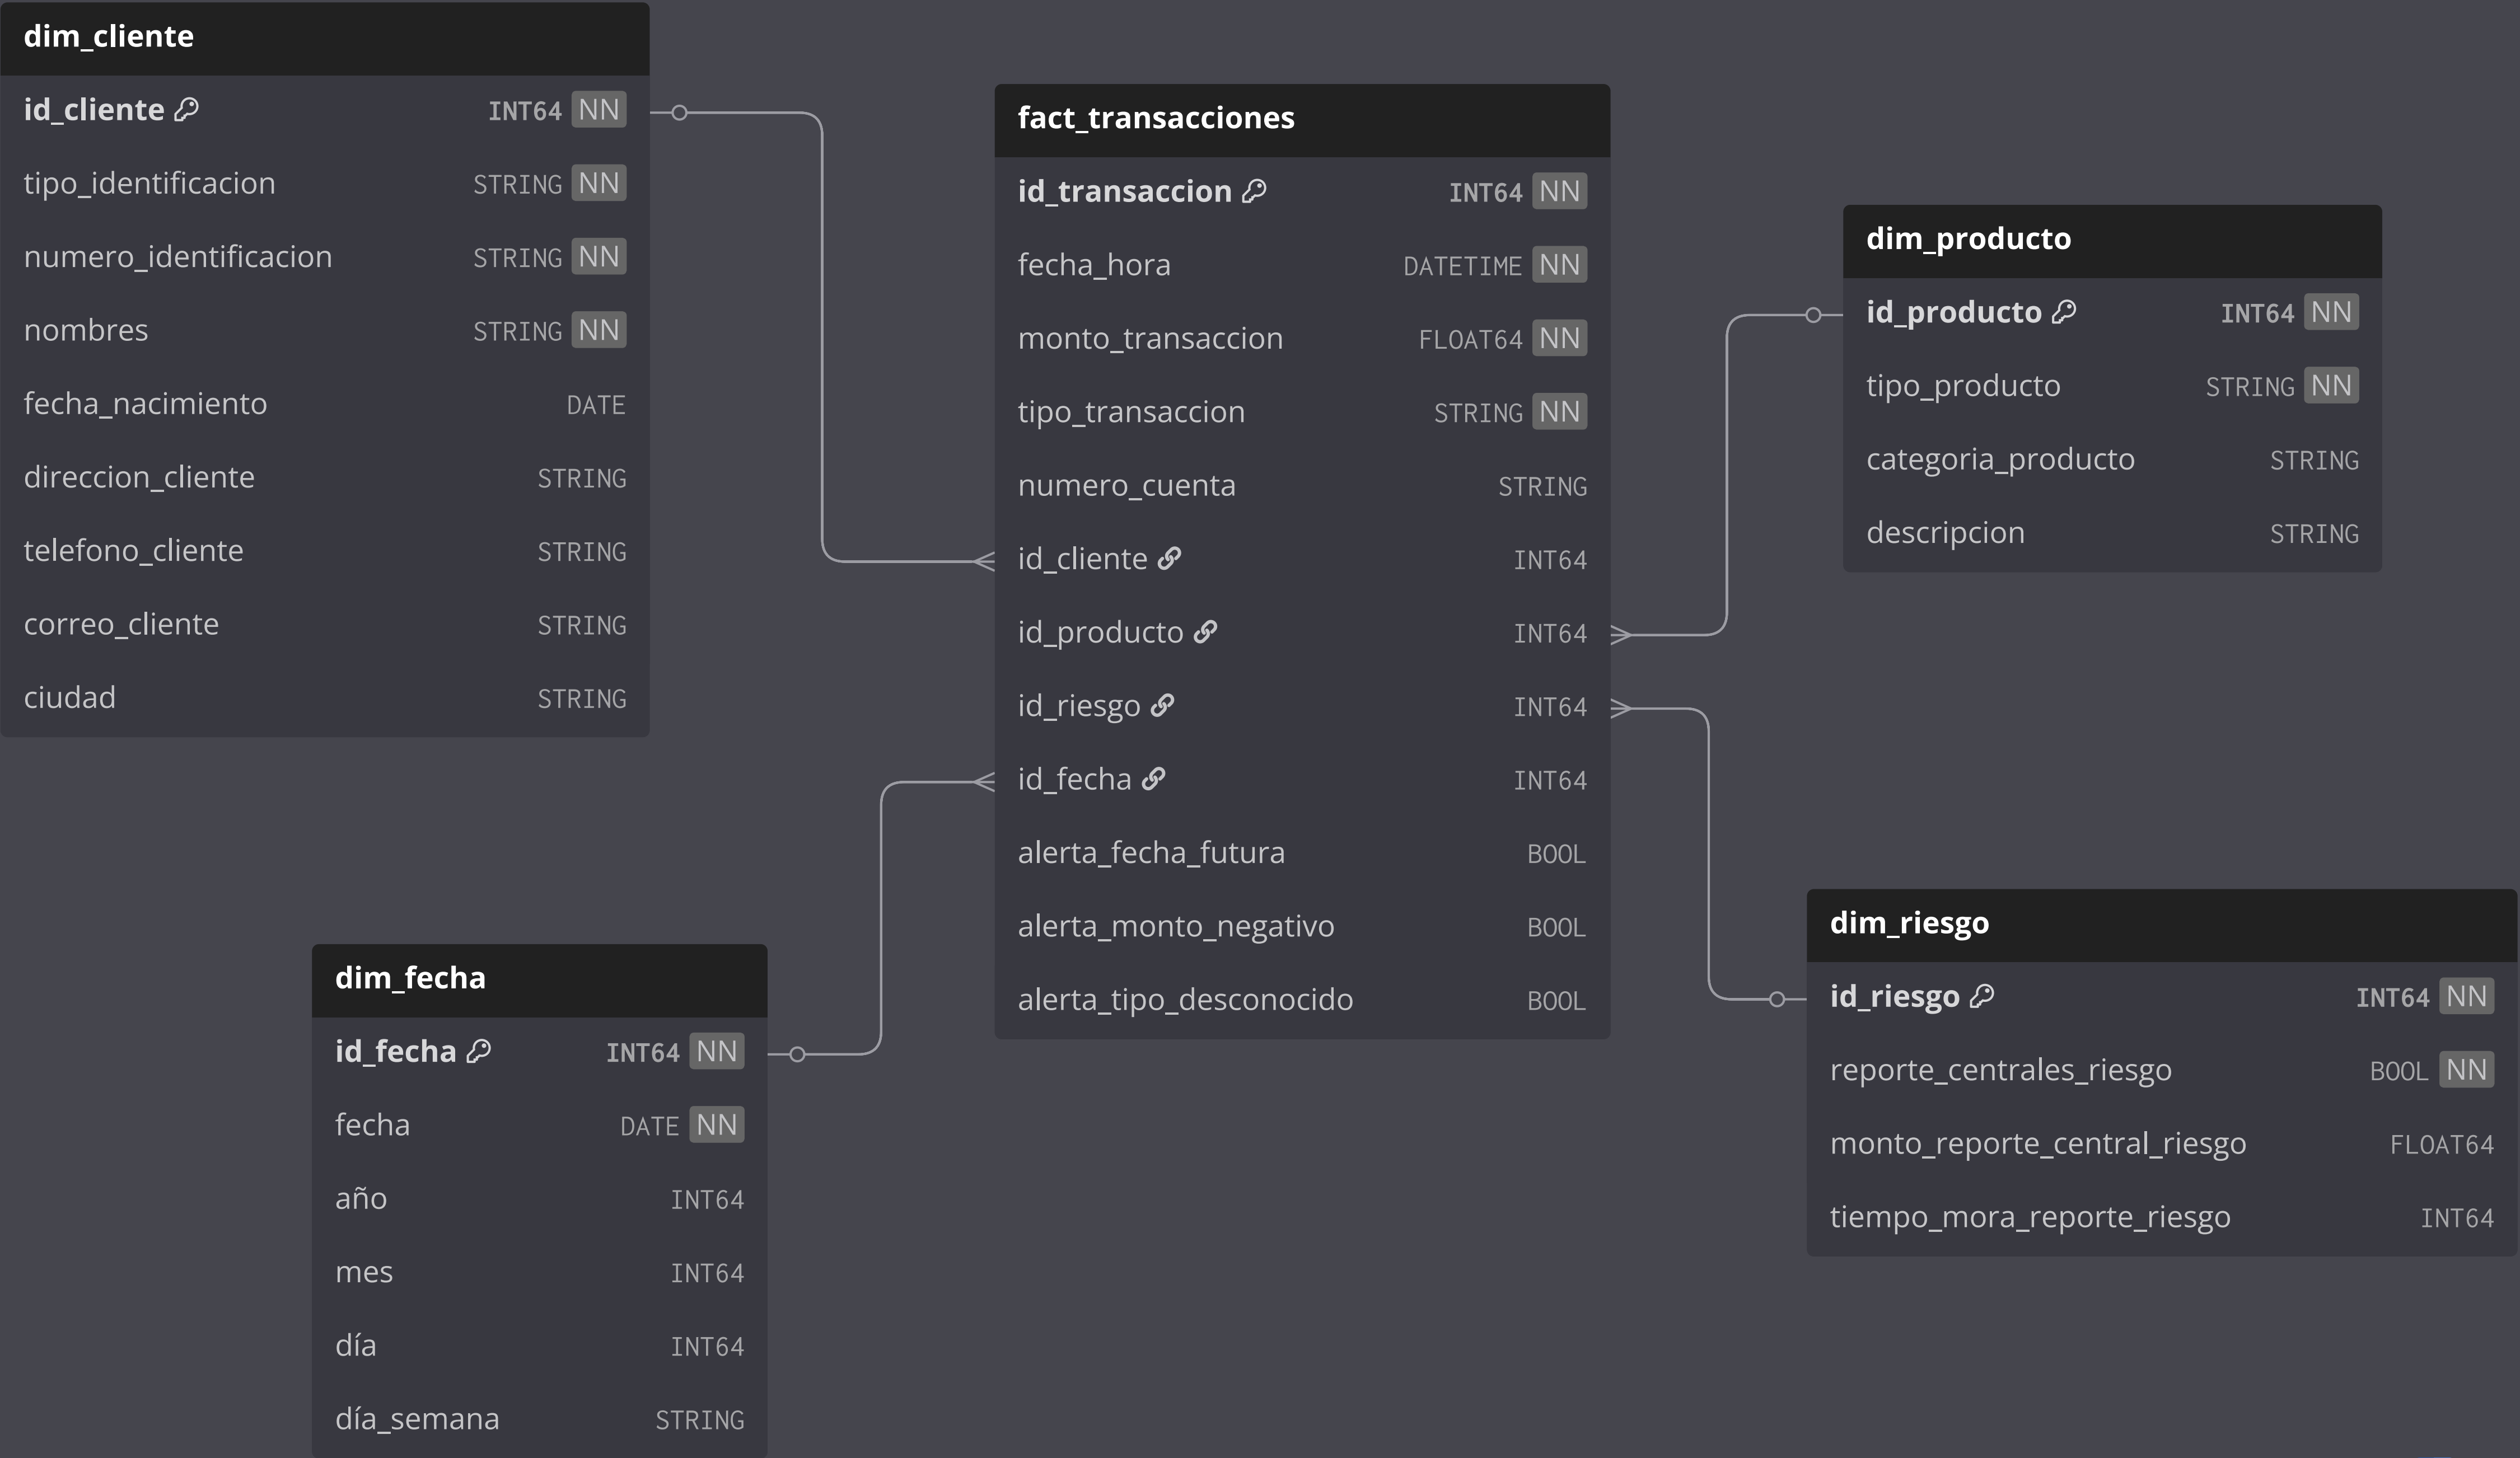 dim_cliente
id_cliente INT64 NN
tipo_identificacion STRING NN
numero_identificacion STRING NN
nombres STRING NN
fecha_nacimiento DATE
direccion_cliente STRING
telefono_cliente STRING
correo_cliente STRING
ciudad STRING
fact_transacciones
id_transaccion INT64 NN
fecha_hora DATETIME NN
monto_transaccion FLOAT64 NN
tipo_transaccion STRING NN
numero_cuenta STRING
id_cliente INT64
id_producto INT64
id_riesgo INT64
id_fecha INT64
alerta_fecha_futura BOOL
alerta_monto_negativo BOOL
alerta_tipo_desconocido BOOL
dim_producto
id_producto INT64 NN
tipo_producto STRING NN
categoria_producto STRING
descripcion STRING
dim_fecha
id_fecha INT64 NN
fecha DATE NN
año INT64
mes INT64
día INT64
día_semana STRING
dim_riesgo
id_riesgo INT64 NN
reporte_centrales_riesgo BOOL NN
monto_reporte_central_riesgo FLOAT64
tiempo_mora_reporte_riesgo INT64